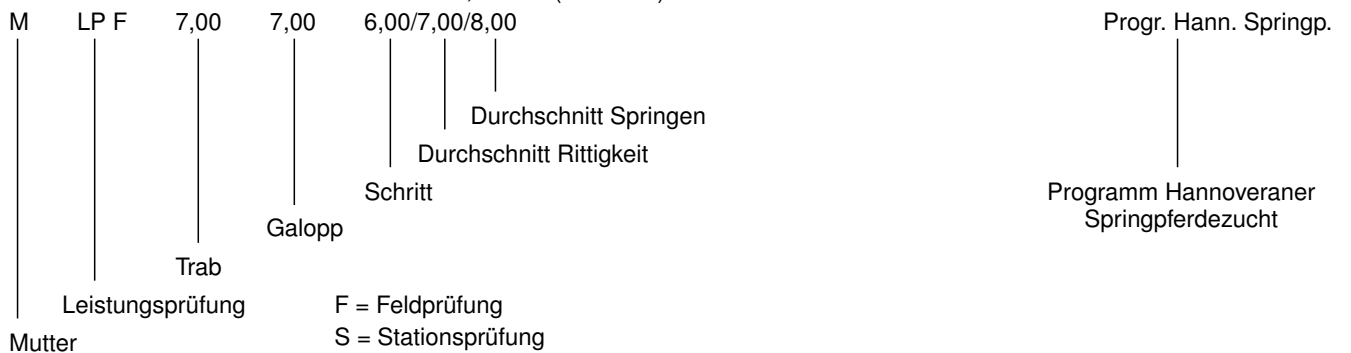 M LP F 7,00 7,00 6,00/7,00/8,00 Progr. Hann. Springp.
Durchschnitt Springen
Durchschnitt Rittigkeit
Schritt
Programm Hannoveraner
Springpferdezucht
Galopp
Trab
Leistungsprüfung F = Feldprüfung
S = Stationsprüfung
Mutter